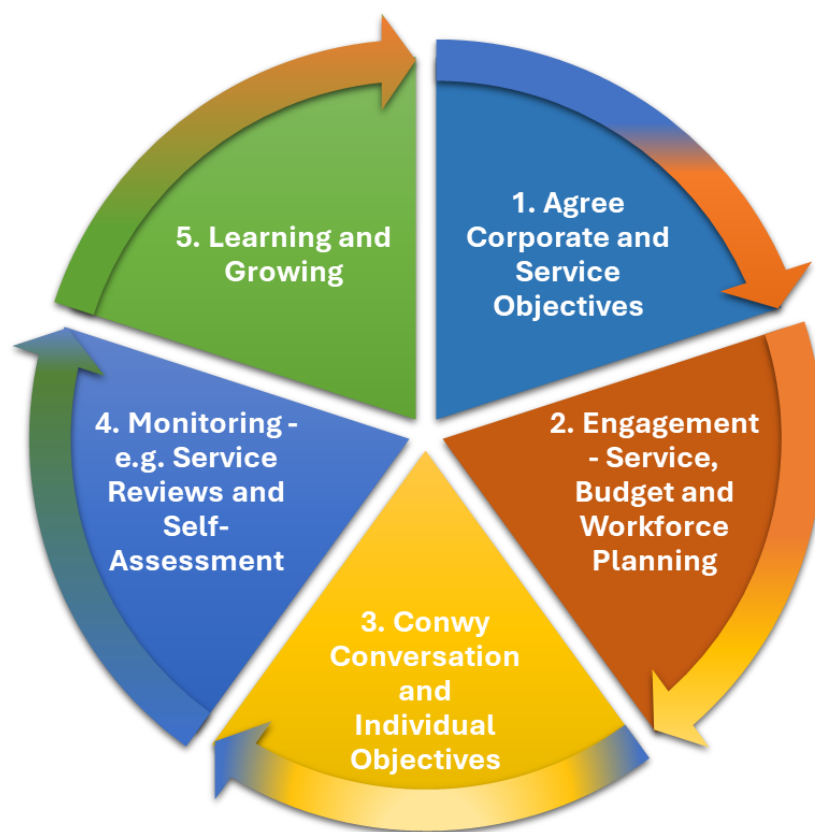 1. Agree
Corporate and
Service
Objectives
2. Engagement
- Service,
Budget and
Workforce
Planning
3. Conwy
Conversation
and
Individual
Objectives
4. Monitoring -
e.g. Service
Reviews and
Self-
Assessment
5. Learning and
Growing